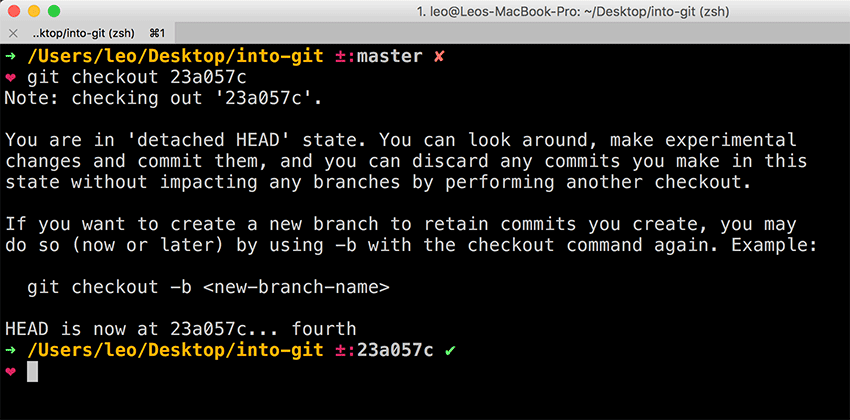 1. leo@Leos-MacBook-Pro: ~/Desktop/into-git (zsh)
× ..ktop/into-git (zsh) ⌘1
➜ /Users/leo/Desktop/into-git ±:master ✘
❤ git checkout 23a057c
Note: checking out '23a057c'.

You are in 'detached HEAD' state. You can look around, make experimental
changes and commit them, and you can discard any commits you make in this
state without impacting any branches by performing another checkout.

If you want to create a new branch to retain commits you create, you may
do so (now or later) by using -b with the checkout command again. Example:

  git checkout -b <new-branch-name>

HEAD is now at 23a057c... fourth
➜ /Users/leo/Desktop/into-git ±:23a057c ✔
❤